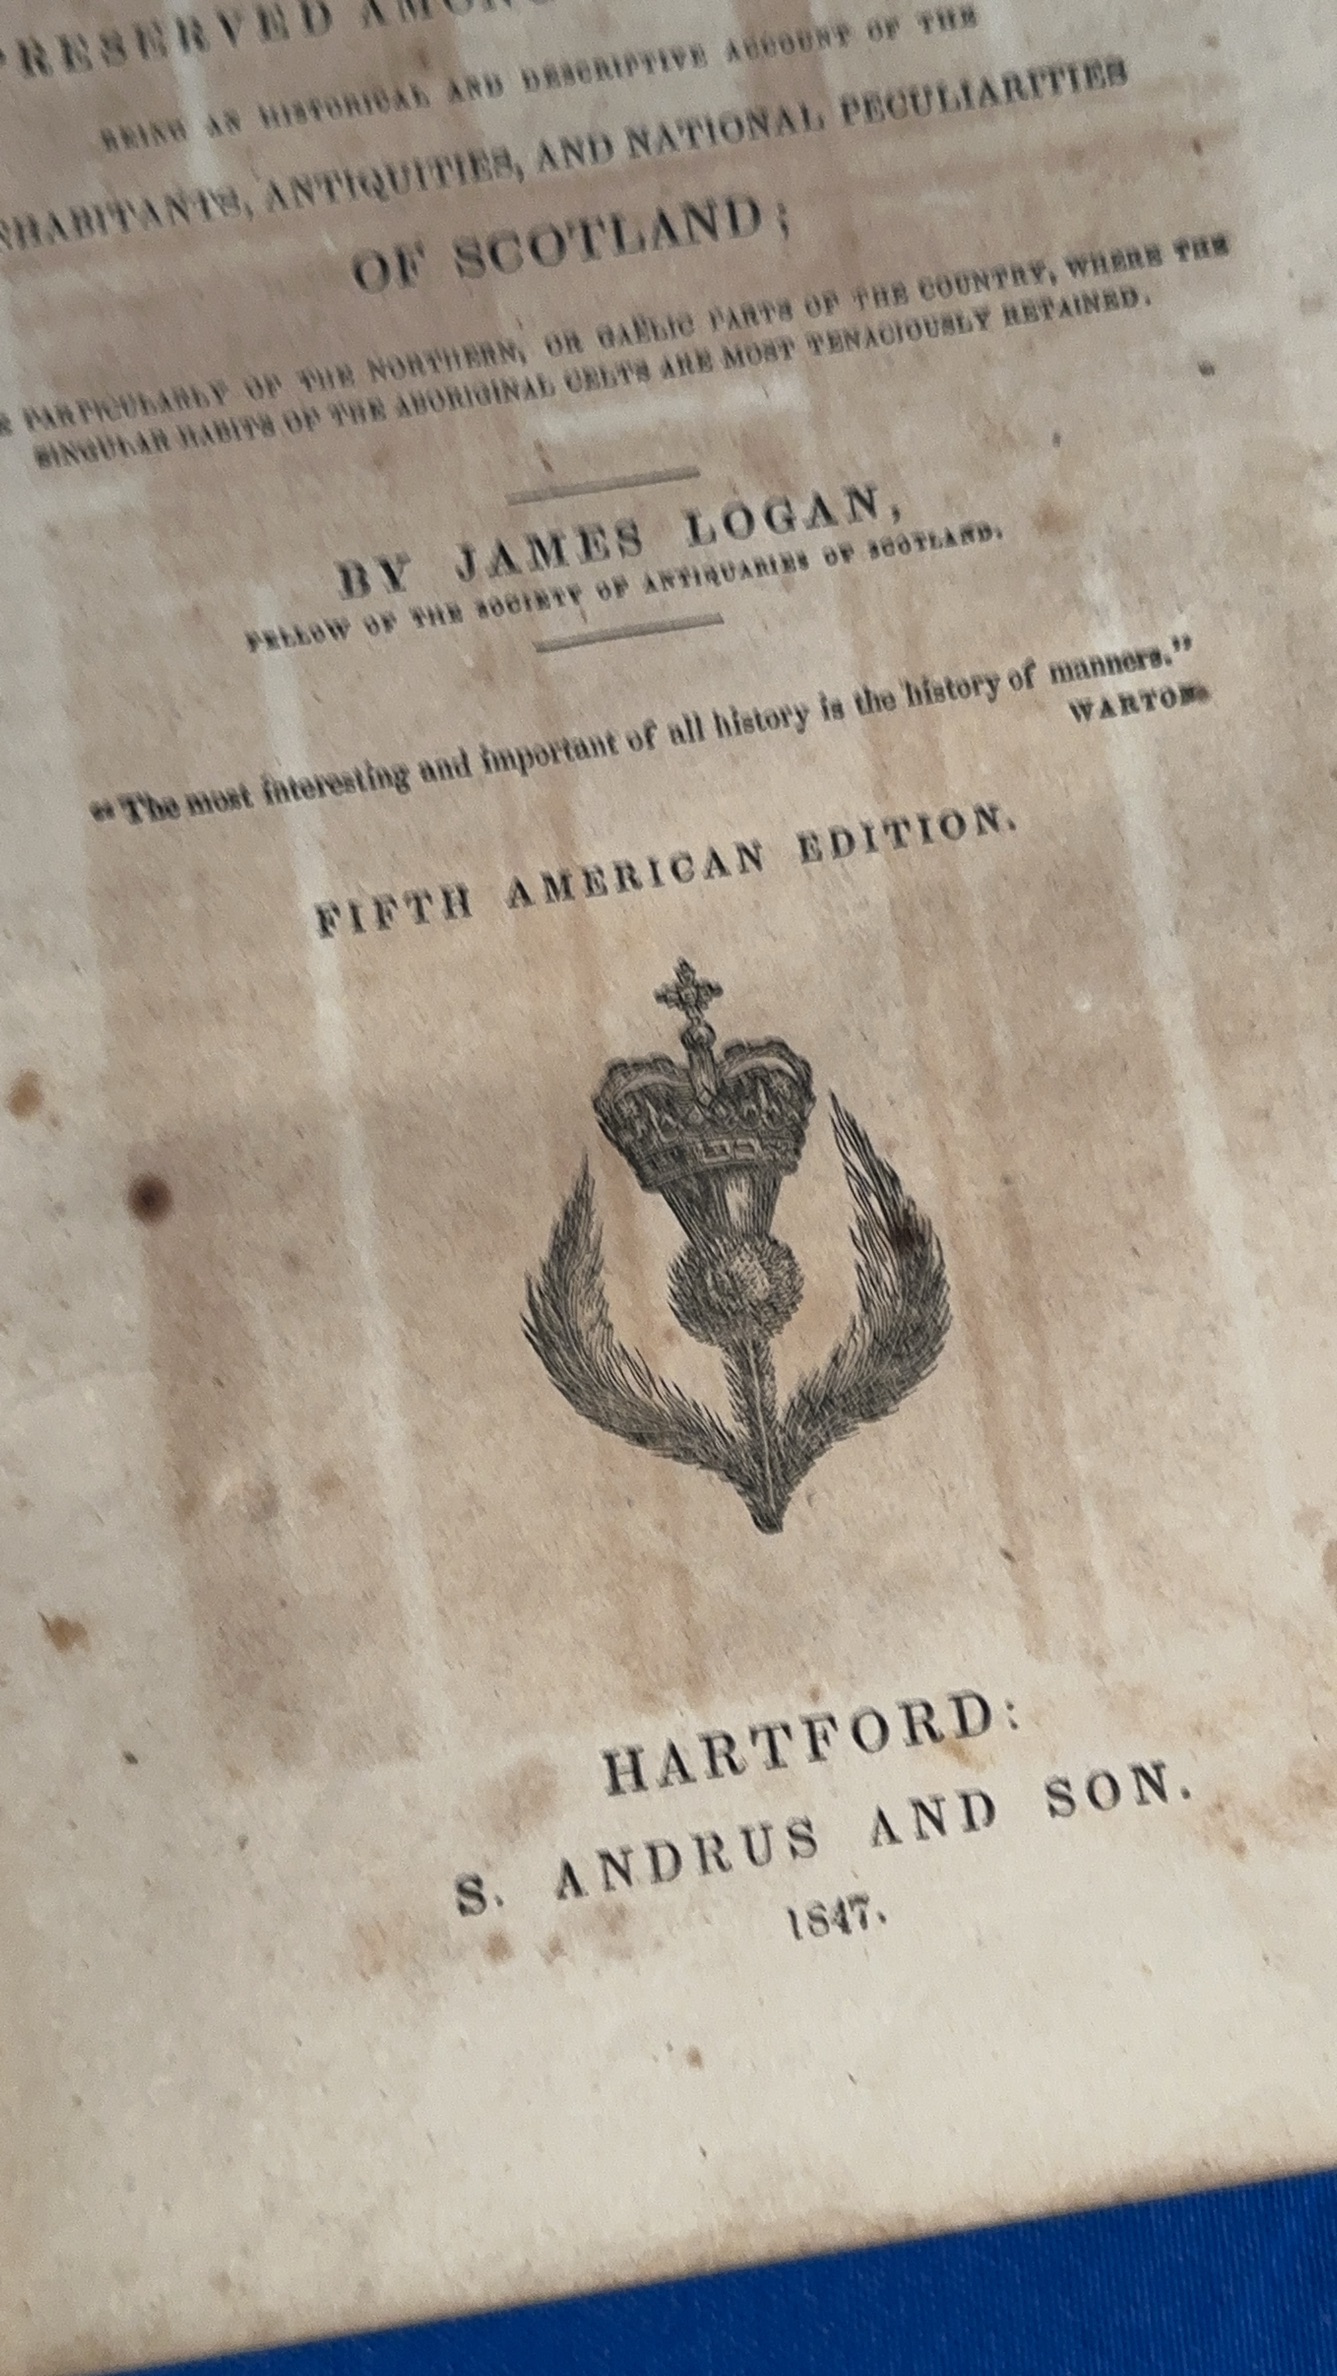 PRESERVED AMONG
BEING AN HISTORICAL AND DESCRIPTIVE ACCOUNT OF THE
INHABITANTS, ANTIQUITIES, AND NATIONAL PECULIARITIES
OF SCOTLAND;
PARTICULARLY OF THE NORTHERN, OR GAËLIC PARTS OF THE COUNTRY, WHERE THE
SINGULAR HABITS OF THE ABORIGINAL CELTS ARE MOST TENACIOUSLY RETAINED.
BY JAMES LOGAN,
FELLOW OF THE SOCIETY OF ANTIQUARIES OF SCOTLAND.
"The most interesting and important of all history is the history of manners."
WARTON
FIFTH AMERICAN EDITION.
HARTFORD:
S. ANDRUS AND SON.
1847.